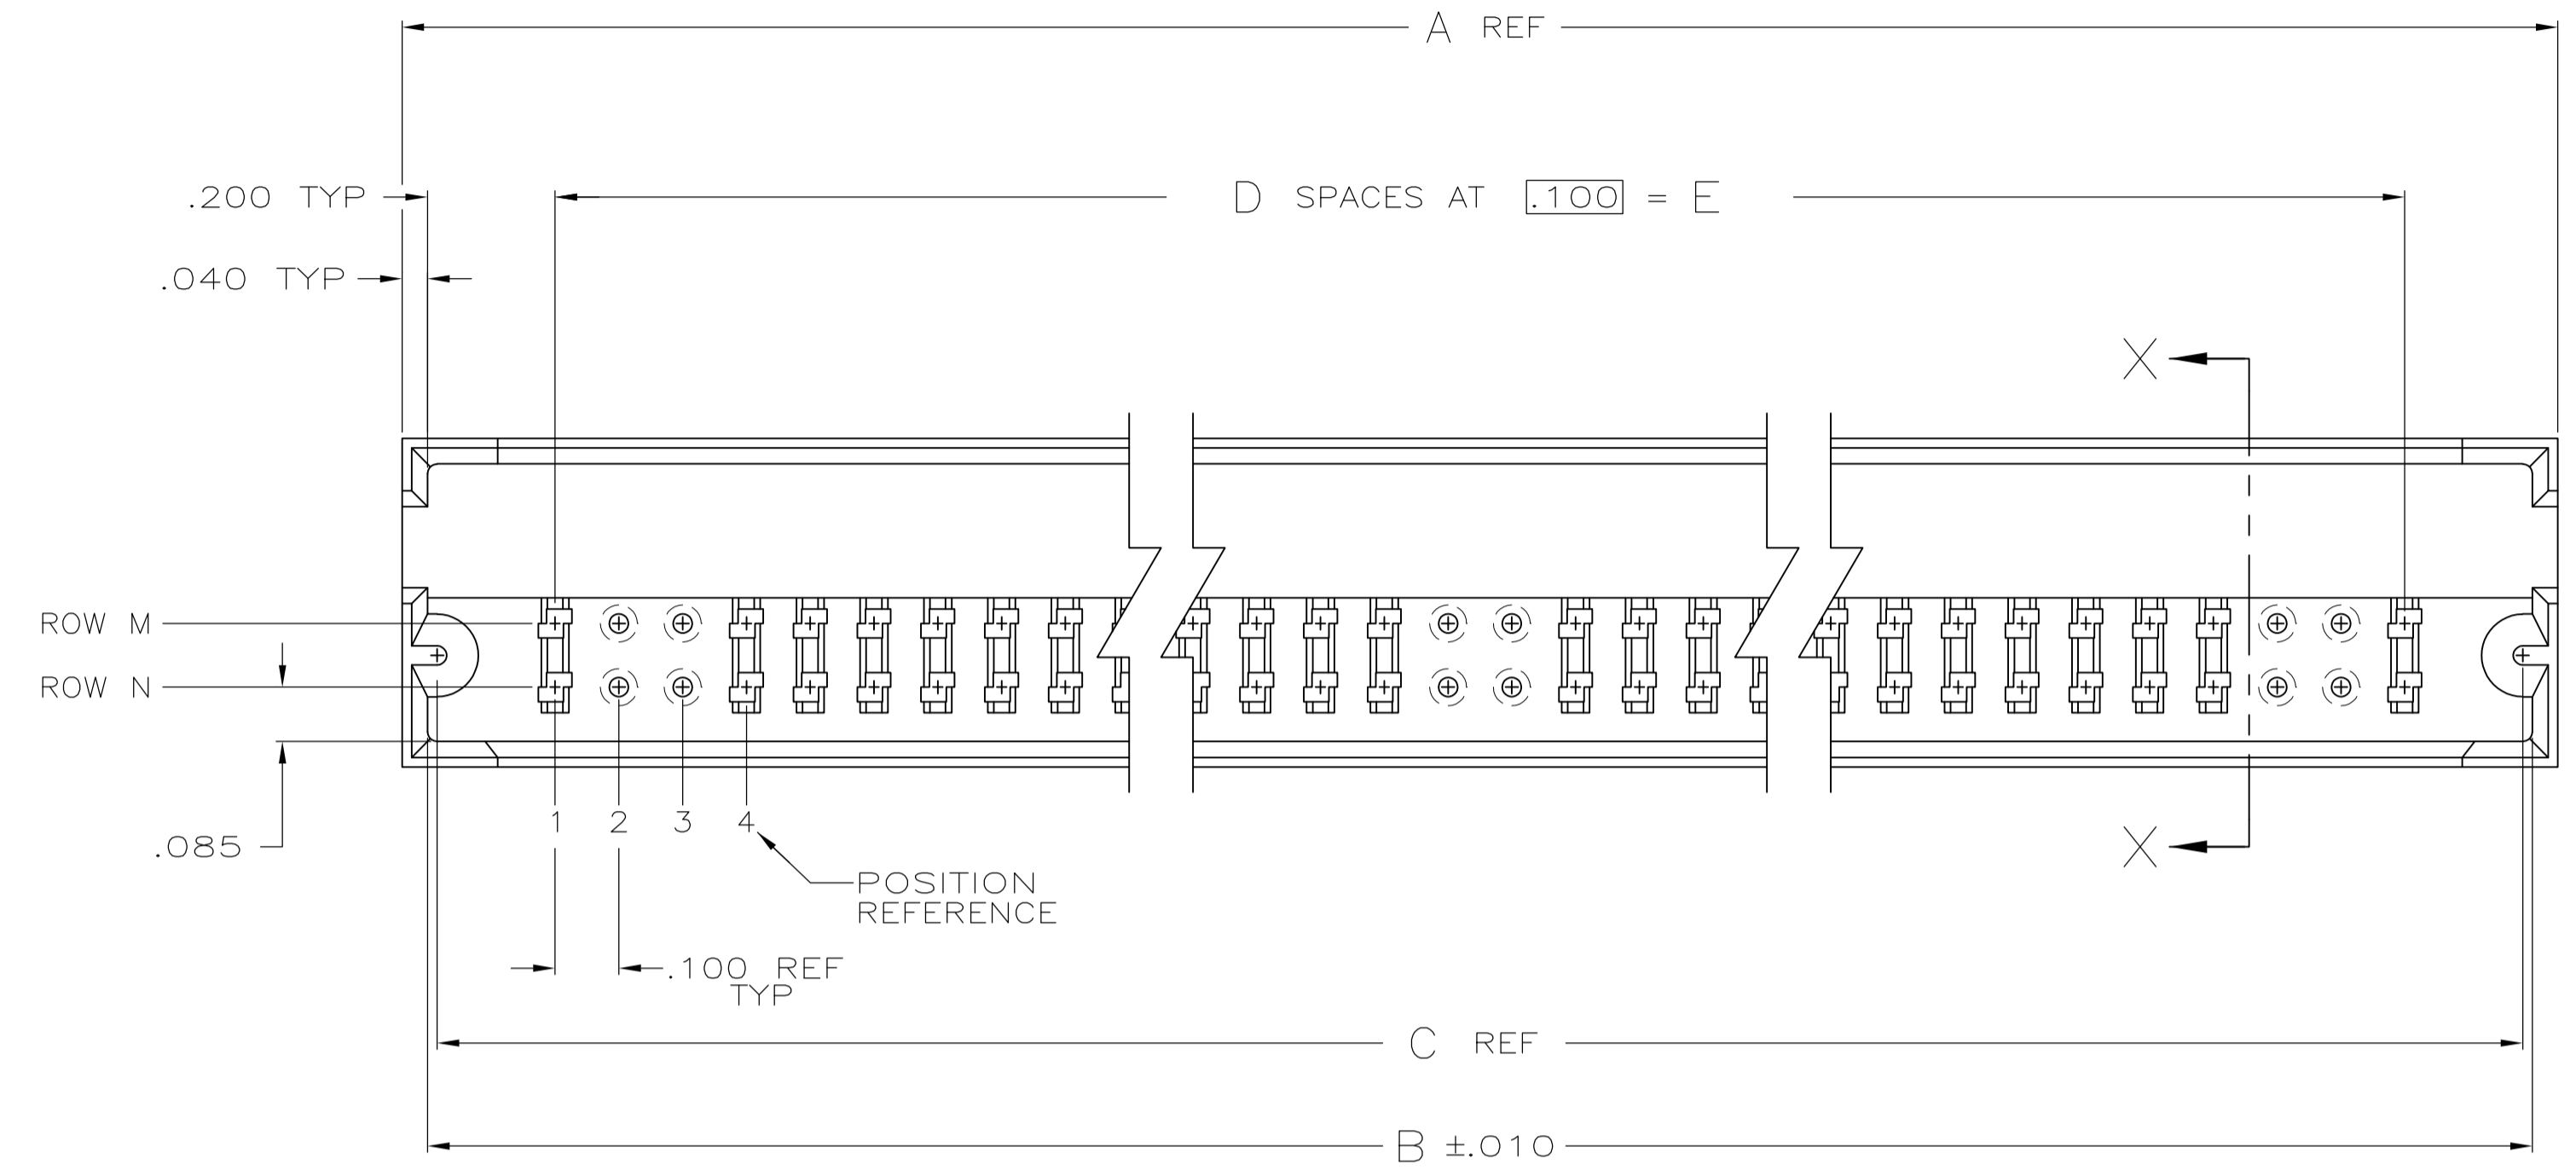 A REF
.200 TYP
D SPACES AT .100 = E
.040 TYP
X
ROW M
ROW N
1 2 3 4
.085
X
POSITION
REFERENCE
.100 REF
TYP
C REF
B ±.010